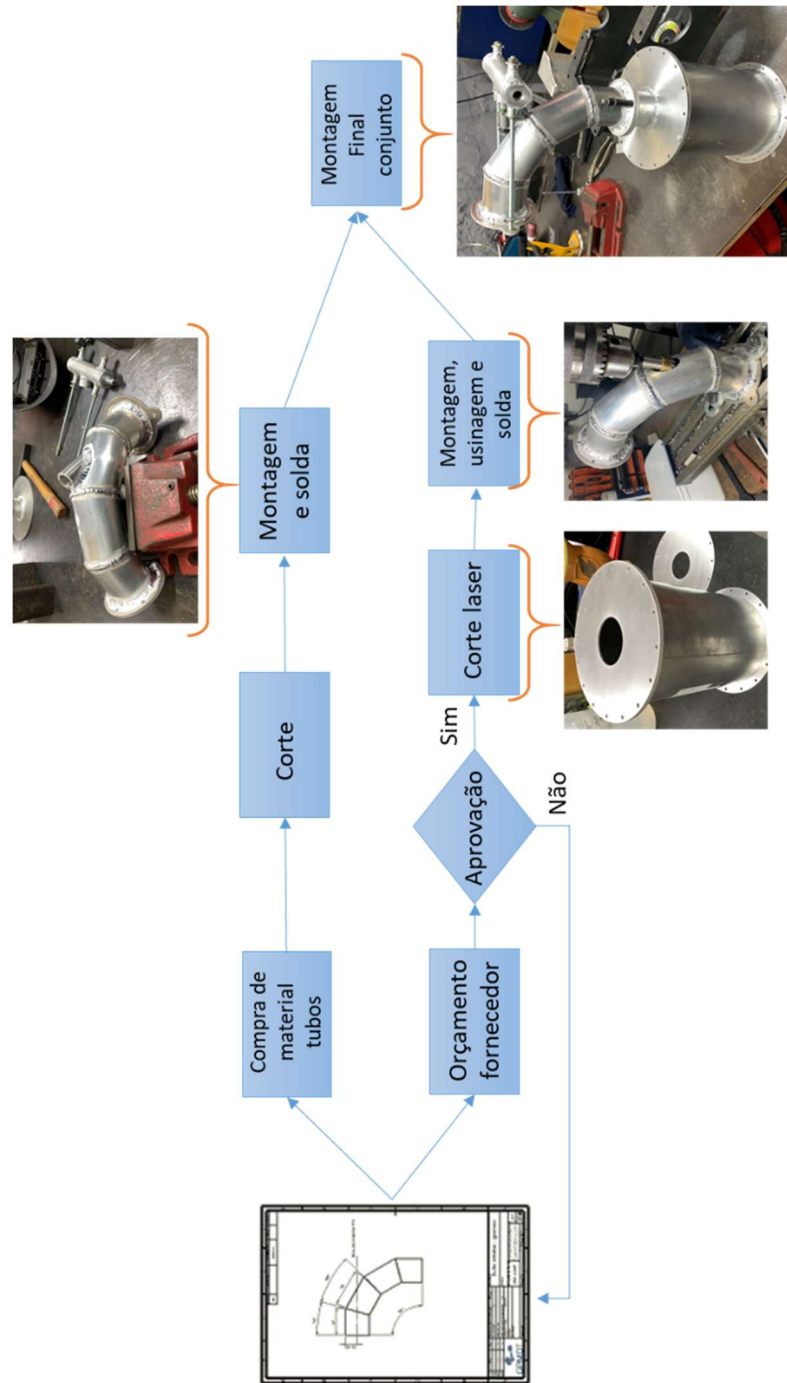 Compra de
material
tubos
Corte
Montagem
e solda
Orçamento
fornecedor
Aprovação
Sim
Não
Corte laser
Montagem,
usinagem e
solda
Montagem
Final
conjunto